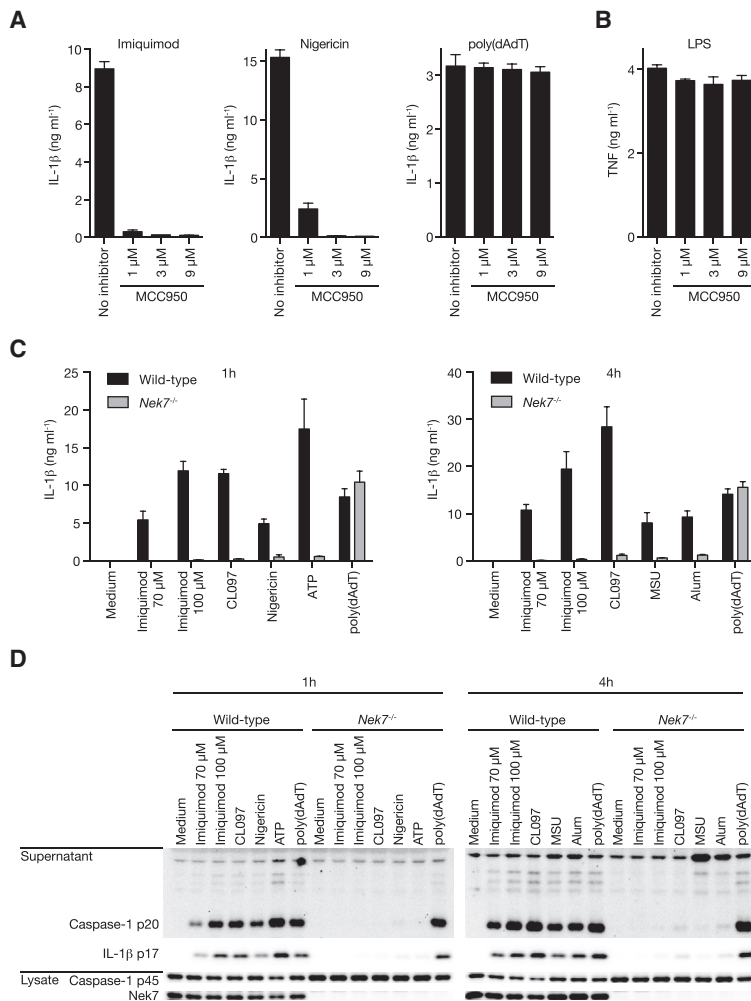 A
B
Imiquimod
Nigericin
poly(dAdT)
LPS
IL-1β (ng ml⁻¹)
10
8
6
4
2
0
No inhibitor
1 µM
3 µM
9 µM
MCC950
IL-1β (ng ml⁻¹)
15
10
5
0
No inhibitor
1 µM
3 µM
9 µM
MCC950
IL-1β (ng ml⁻¹)
3
2
1
0
No inhibitor
1 µM
3 µM
9 µM
MCC950
TNF (ng ml⁻¹)
4
2
0
No inhibitor
1 µM
3 µM
9 µM
MCC950
C
1h
Wild-type
Nek7⁻/⁻
IL-1β (ng ml⁻¹)
25
20
15
10
5
0
Medium
Imiquimod 70 µM
Imiquimod 100 µM
CL097
Nigericin
ATP
poly(dAdT)
4h
Wild-type
Nek7⁻/⁻
IL-1β (ng ml⁻¹)
40
30
20
10
0
Medium
Imiquimod 70 µM
Imiquimod 100 µM
CL097
MSU
Alum
poly(dAdT)
D
1h
4h
Wild-type
Nek7⁻/⁻
Wild-type
Nek7⁻/⁻
Medium
Imiquimod 70 µM
Imiquimod 100 µM
CL097
Nigericin
ATP
poly(dAdT)
Medium
Imiquimod 70 µM
Imiquimod 100 µM
CL097
Nigericin
ATP
poly(dAdT)
Medium
Imiquimod 70 µM
Imiquimod 100 µM
CL097
MSU
Alum
poly(dAdT)
Medium
Imiquimod 70 µM
Imiquimod 100 µM
CL097
MSU
Alum
poly(dAdT)
Supernatant
Caspase-1 p20
IL-1β p17
Lysate Caspase-1 p45
Nek7